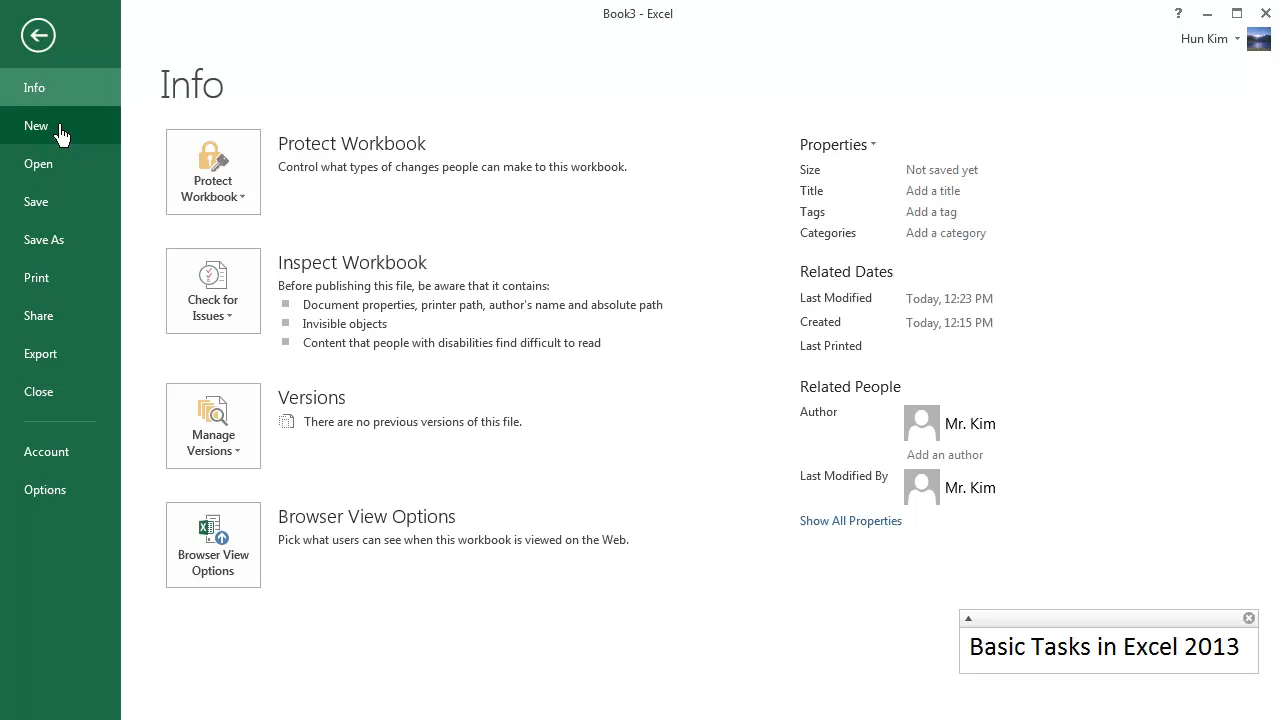 Book3 - Excel
?
Hun Kim
Info
New
Open
Save
Save As
Print
Share
Export
Close
Account
Options
Info
Protect
Workbook
Protect Workbook
Control what types of changes people can make to this workbook.
Check for
Issues
Inspect Workbook
Before publishing this file, be aware that it contains:
Document properties, printer path, author's name and absolute path
Invisible objects
Content that people with disabilities find difficult to read
Manage
Versions
Versions
There are no previous versions of this file.
Browser View
Options
Browser View Options
Pick what users can see when this workbook is viewed on the Web.
Properties
Size Not saved yet
Title Add a title
Tags Add a tag
Categories Add a category
Related Dates
Last Modified Today, 12:23 PM
Created Today, 12:15 PM
Last Printed
Related People
Author Mr. Kim
Add an author
Last Modified By Mr. Kim
Show All Properties
Basic Tasks in Excel 2013